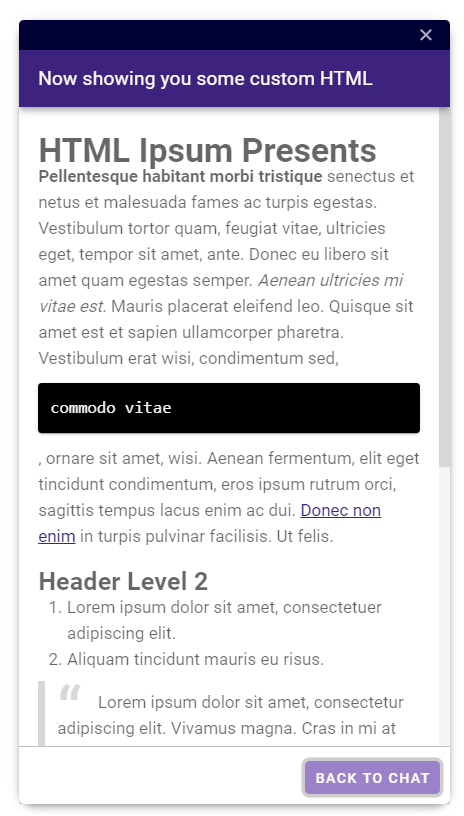 Now showing you some custom HTML
HTML Ipsum Presents
Pellentesque habitant morbi tristique senectus et
netus et malesuada fames ac turpis egestas.
Vestibulum tortor quam, feugiat vitae, ultricies
eget, tempor sit amet, ante. Donec eu libero sit
amet quam egestas semper. Aenean ultricies mi
vitae est. Mauris placerat eleifend leo. Quisque sit
amet est et sapien ullamcorper pharetra.
Vestibulum erat wisi, condimentum sed,
commodo vitae
, ornare sit amet, wisi. Aenean fermentum, elit eget
tincidunt condimentum, eros ipsum rutrum orci,
sagittis tempus lacus enim ac dui. Donec non
enim in turpis pulvinar facilisis. Ut felis.
Header Level 2
1. Lorem ipsum dolor sit amet, consectetuer
adipiscing elit.
2. Aliquam tincidunt mauris eu risus.
“ Lorem ipsum dolor sit amet, consectetur
adipiscing elit. Vivamus magna. Cras in mi at
BACK TO CHAT